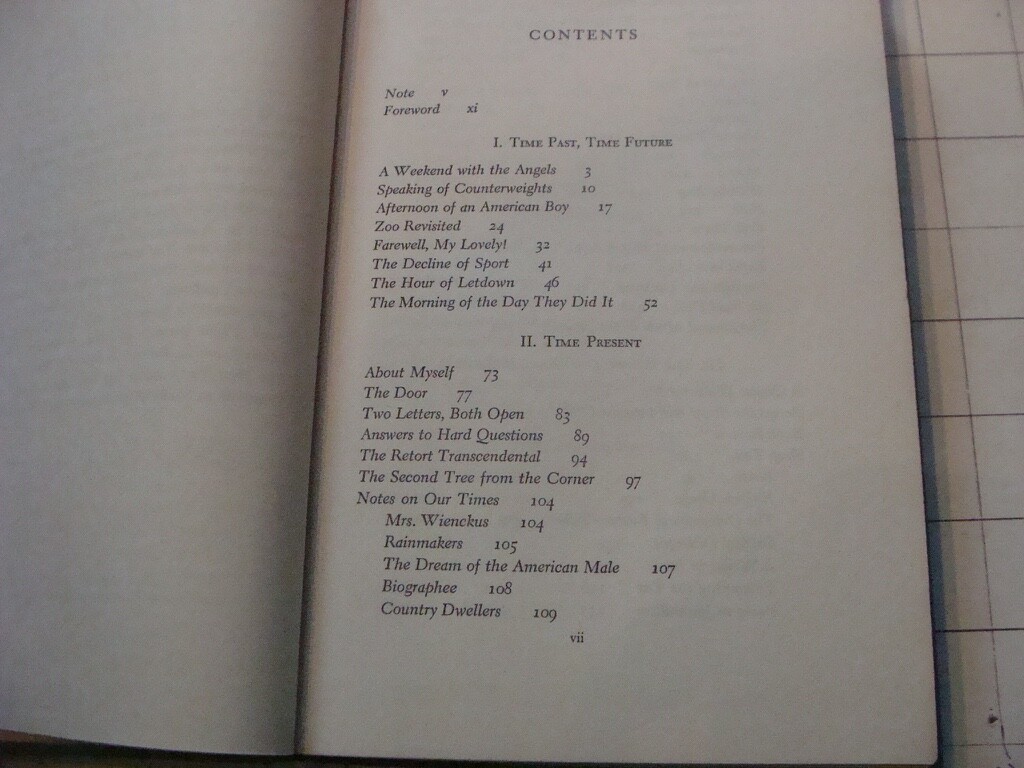 CONTENTS
Note v
Foreword xi
I. Time Past, Time Future
A Weekend with the Angels 3
Speaking of Counterweights 10
Afternoon of an American Boy 17
Zoo Revisited 24
Farewell, My Lovely! 32
The Decline of Sport 41
The Hour of Letdown 46
The Morning of the Day They Did It 52
II. Time Present
About Myself 73
The Door 77
Two Letters, Both Open 83
Answers to Hard Questions 89
The Retort Transcendental 94
The Second Tree from the Corner 97
Notes on Our Times 104
Mrs. Wienckus 104
Rainmakers 105
The Dream of the American Male 107
Biographee 108
Country Dwellers 109
vii